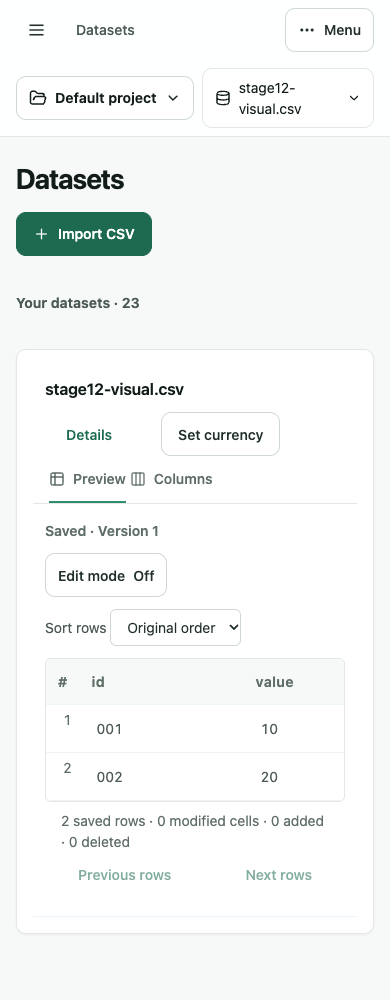 Datasets
Menu
Default project
stage12-
visual.csv
Datasets
Import CSV
Your datasets · 23
stage12-visual.csv
Details
Set currency
Preview
Columns
Saved · Version 1
Edit mode Off
Sort rows Original order
# id value
1 001 10
2 002 20
2 saved rows · 0 modified cells · 0 added
· 0 deleted
Previous rows Next rows